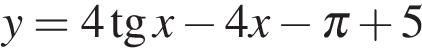 y = 4 tg x − 4x − π + 5